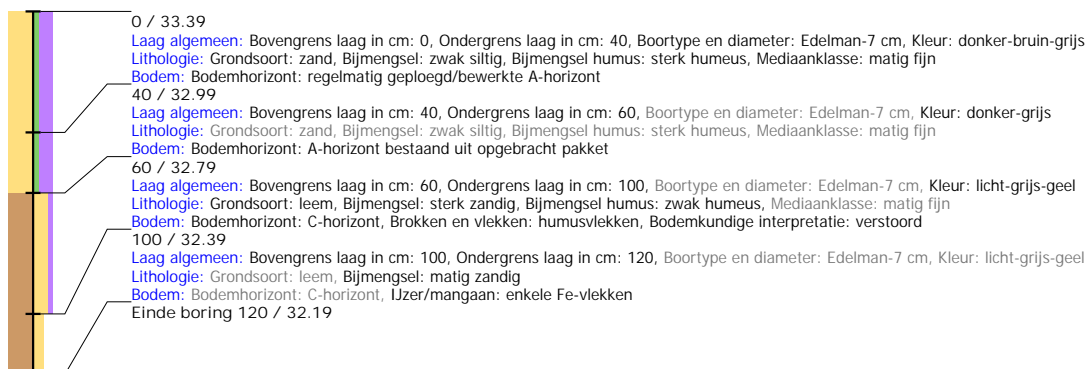 0 / 33.39
Laag algemeen: Bovengrens laag in cm: 0, Ondergrens laag in cm: 40, Boortype en diameter: Edelman-7 cm, Kleur: donker-bruin-grijs
Lithologie: Grondsoort: zand, Bijmengsel: zwak siltig, Bijmengsel humus: sterk humeus, Mediaanklasse: matig fijn
Bodem: Bodemhorizont: regelmatig geploegd/bewerkte A-horizont
40 / 32.99
Laag algemeen: Bovengrens laag in cm: 40, Ondergrens laag in cm: 60, Boortype en diameter: Edelman-7 cm, Kleur: donker-grijs
Lithologie: Grondsoort: zand, Bijmengsel: zwak siltig, Bijmengsel humus: sterk humeus, Mediaanklasse: matig fijn
Bodem: Bodemhorizont: A-horizont bestaand uit opgebracht pakket
60 / 32.79
Laag algemeen: Bovengrens laag in cm: 60, Ondergrens laag in cm: 100, Boortype en diameter: Edelman-7 cm, Kleur: licht-grijs-geel
Lithologie: Grondsoort: leem, Bijmengsel: sterk zandig, Bijmengsel humus: zwak humeus, Mediaanklasse: matig fijn
Bodem: Bodemhorizont: C-horizont, Brokken en vlekken: humusvlekken, Bodemkundige interpretatie: verstoord
100 / 32.39
Laag algemeen: Bovengrens laag in cm: 100, Ondergrens laag in cm: 120, Boortype en diameter: Edelman-7 cm, Kleur: licht-grijs-geel
Lithologie: Grondsoort: leem, Bijmengsel: matig zandig
Bodem: Bodemhorizont: C-horizont, IJzer/mangaan: enkele Fe-vlekken
Einde boring 120 / 32.19